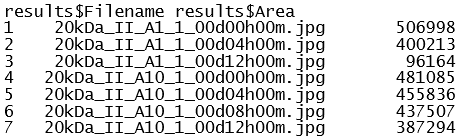 results$Filename results$Area
1 20kDa_II_A1_1_00d00h00m.jpg 506998
2 20kDa_II_A1_1_00d04h00m.jpg 400213
3 20kDa_II_A1_1_00d12h00m.jpg 96164
4 20kDa_II_A10_1_00d00h00m.jpg 481085
5 20kDa_II_A10_1_00d04h00m.jpg 455836
6 20kDa_II_A10_1_00d08h00m.jpg 437507
7 20kDa_II_A10_1_00d12h00m.jpg 387294